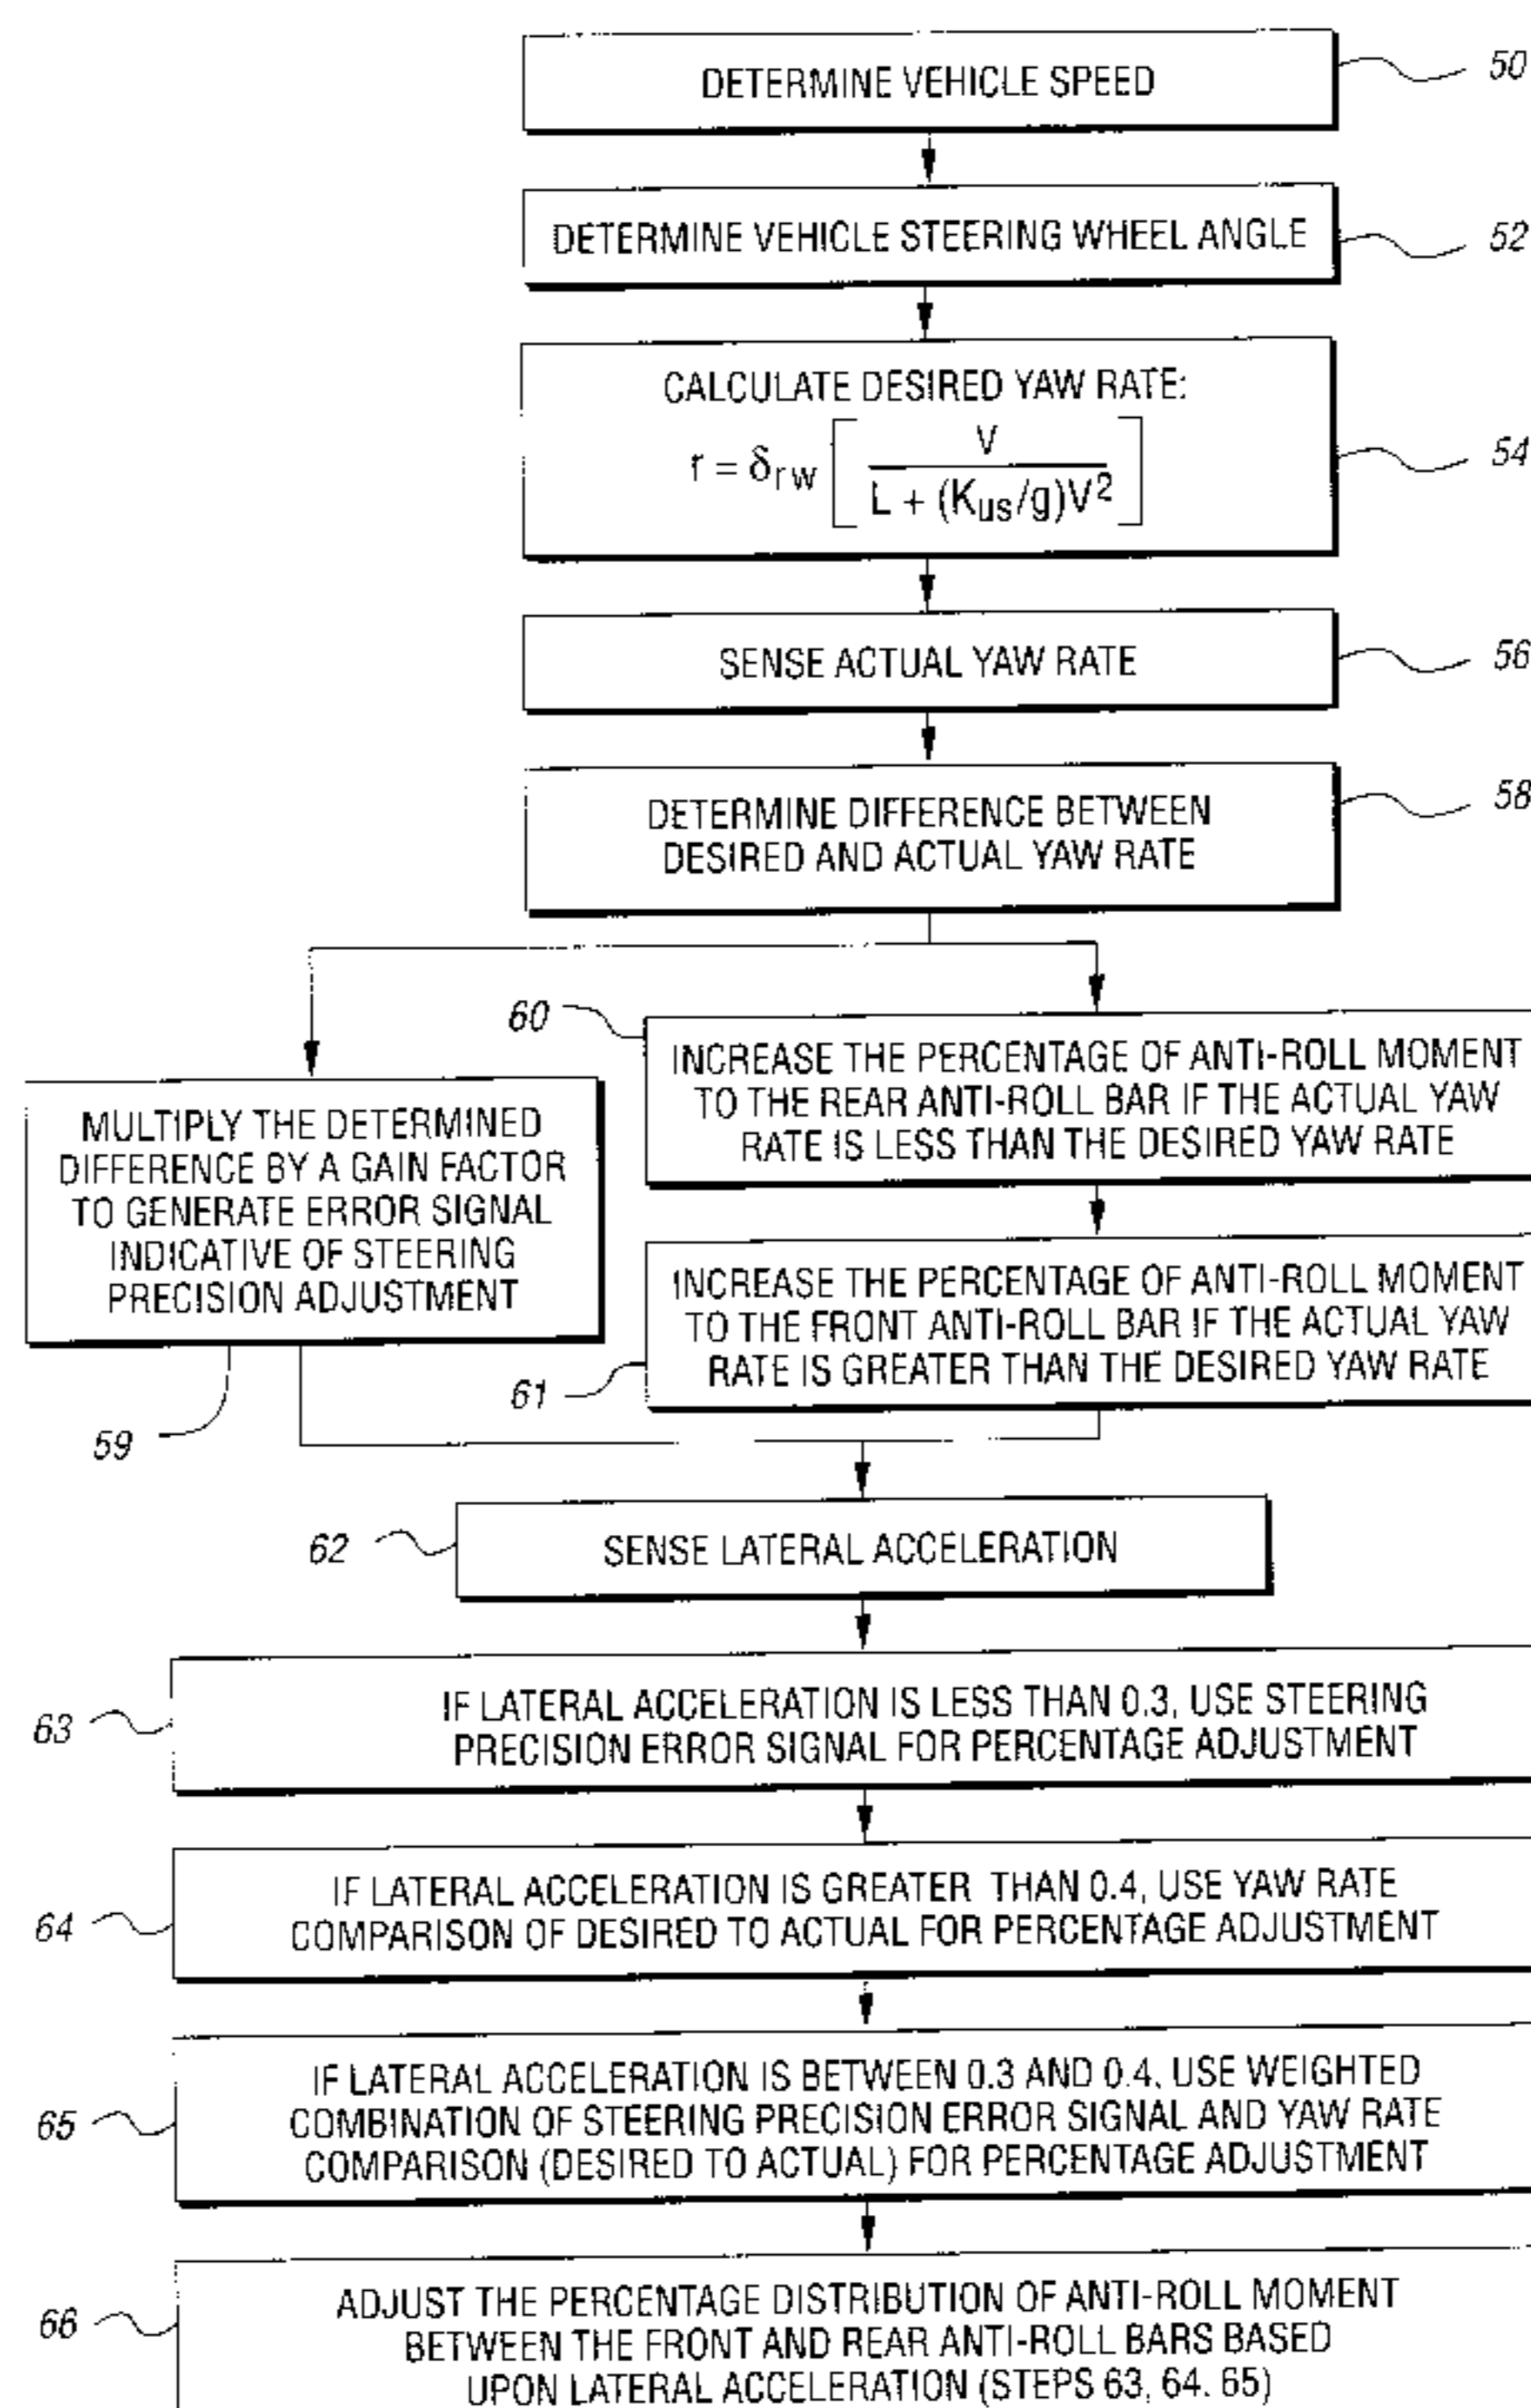 DETERMINE VEHICLE SPEED
50
DETERMINE VEHICLE STEERING WHEEL ANGLE
52
CALCULATE DESIRED YAW RATE:
r = δrw [ V / L + (Kus/g)V² ]
54
SENSE ACTUAL YAW RATE
56
DETERMINE DIFFERENCE BETWEEN
DESIRED AND ACTUAL YAW RATE
58
MULTIPLY THE DETERMINED
DIFFERENCE BY A GAIN FACTOR
TO GENERATE ERROR SIGNAL
INDICATIVE OF STEERING
PRECISION ADJUSTMENT
59
60
INCREASE THE PERCENTAGE OF ANTI-ROLL MOMENT
TO THE REAR ANTI-ROLL BAR IF THE ACTUAL YAW
RATE IS LESS THAN THE DESIRED YAW RATE
61
INCREASE THE PERCENTAGE OF ANTI-ROLL MOMENT
TO THE FRONT ANTI-ROLL BAR IF THE ACTUAL YAW
RATE IS GREATER THAN THE DESIRED YAW RATE
62
SENSE LATERAL ACCELERATION
63
IF LATERAL ACCELERATION IS LESS THAN 0.3, USE STEERING
PRECISION ERROR SIGNAL FOR PERCENTAGE ADJUSTMENT
64
IF LATERAL ACCELERATION IS GREATER THAN 0.4, USE YAW RATE
COMPARISON OF DESIRED TO ACTUAL FOR PERCENTAGE ADJUSTMENT
65
IF LATERAL ACCELERATION IS BETWEEN 0.3 AND 0.4, USE WEIGHTED
COMBINATION OF STEERING PRECISION ERROR SIGNAL AND YAW RATE
COMPARISON (DESIRED TO ACTUAL) FOR PERCENTAGE ADJUSTMENT
66
ADJUST THE PERCENTAGE DISTRIBUTION OF ANTI-ROLL MOMENT
BETWEEN THE FRONT AND REAR ANTI-ROLL BARS BASED
UPON LATERAL ACCELERATION (STEPS 63, 64. 65)